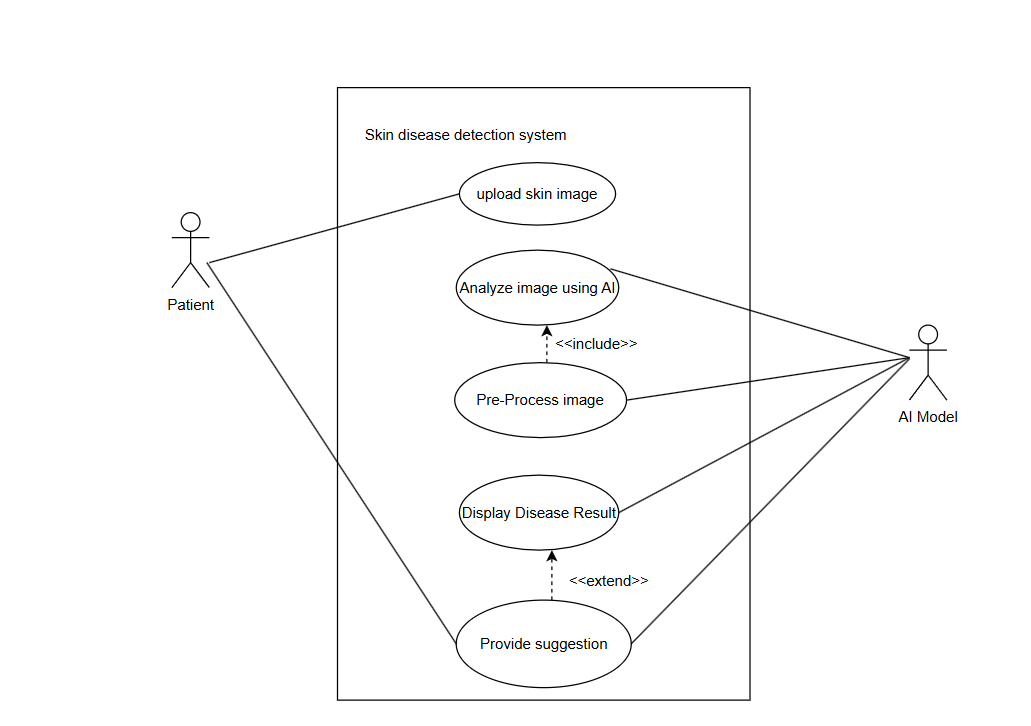 Skin disease detection system
upload skin image
Patient
Analyze image using AI
<<include>>
Pre-Process image
AI Model
Display Disease Result
<<extend>>
Provide suggestion